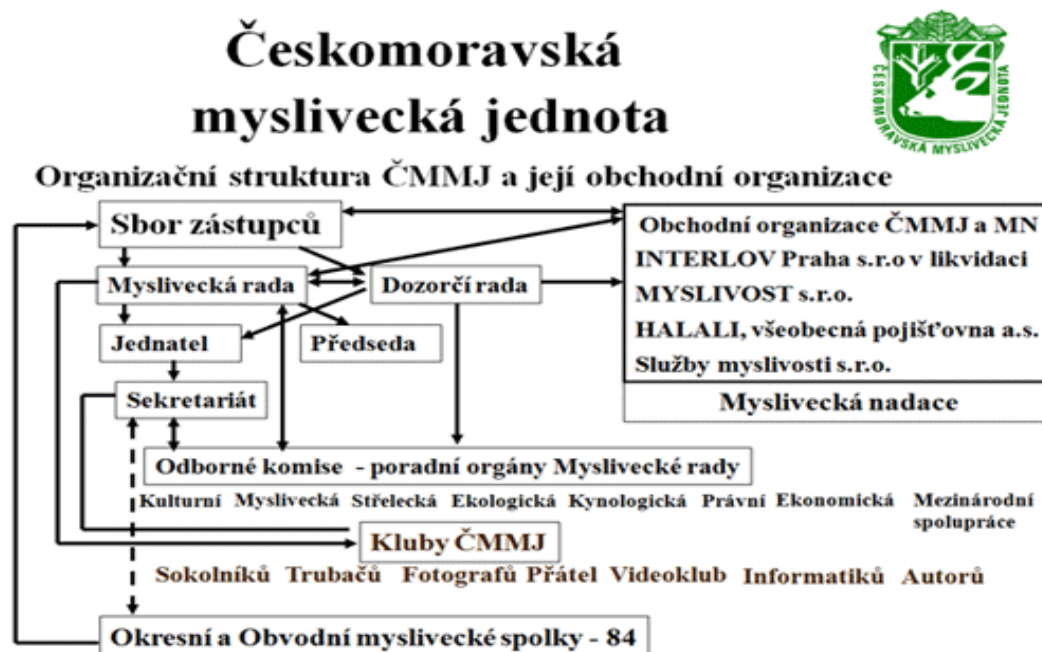 Českomoravská
myslivecká jednota
ČESKOMORAVSKÁ MYSLIVECKÁ JEDNOTA
Organizační struktura ČMMJ a její obchodní organizace
Sbor zástupců
Obchodní organizace ČMMJ a MN
INTERLOV Praha s.r.o v likvidaci
MYSLIVOST s.r.o.
HALALI, všeobecná pojišťovna a.s.
Služby myslivosti s.r.o.
Myslivecká nadace
Myslivecká rada
Dozorčí rada
Jednatel
Předseda
Sekretariát
Odborné komise - poradní orgány Myslivecké rady
Kulturní Myslivecká Střelecká Ekologická Kynologická Právní Ekonomická Mezinárodní
spolupráce
Kluby ČMMJ
Sokolníků Trubačů Fotografů Přátel Videoklub Informatiků Autorů
Okresní a Obvodní myslivecké spolky - 84